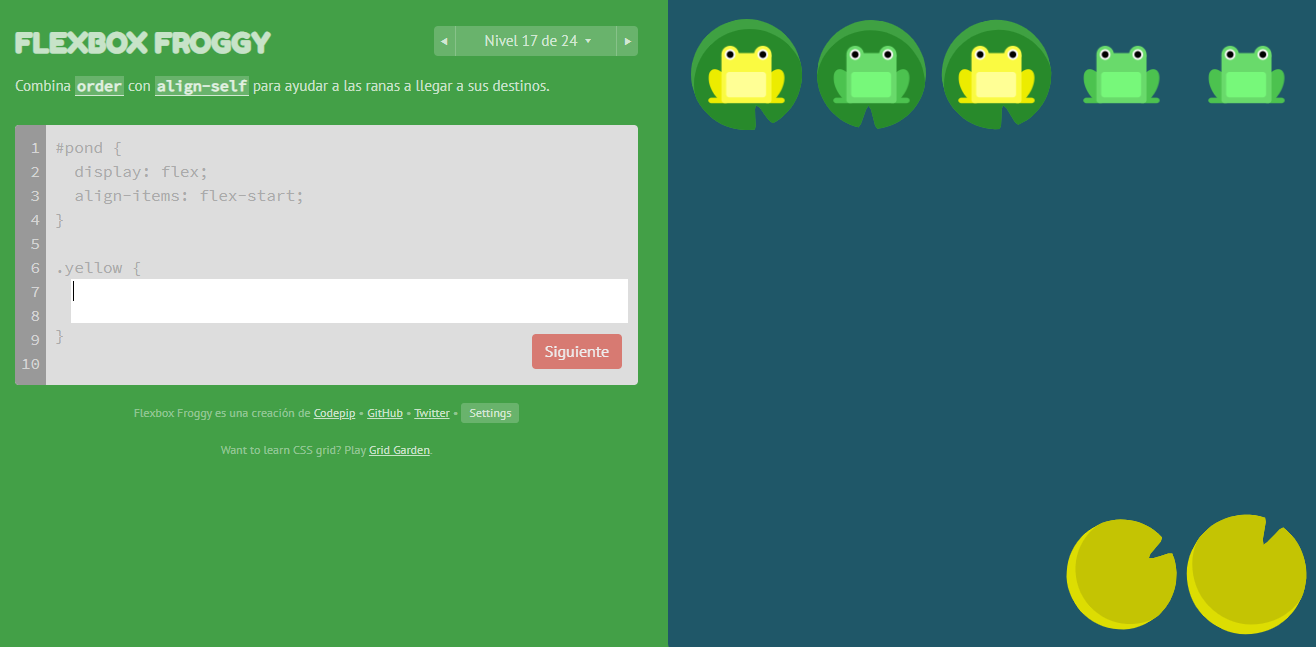 FLEXBOX FROGGY
◀ Nivel 17 de 24 ▾ ▶
Combina order con align-self para ayudar a las ranas a llegar a sus destinos.
1 #pond {
2   display: flex;
3   align-items: flex-start;
4 }
5
6 .yellow {
7
8
9 }
10
Siguiente
Flexbox Froggy es una creación de Codepip • GitHub • Twitter • Settings
Want to learn CSS grid? Play Grid Garden.